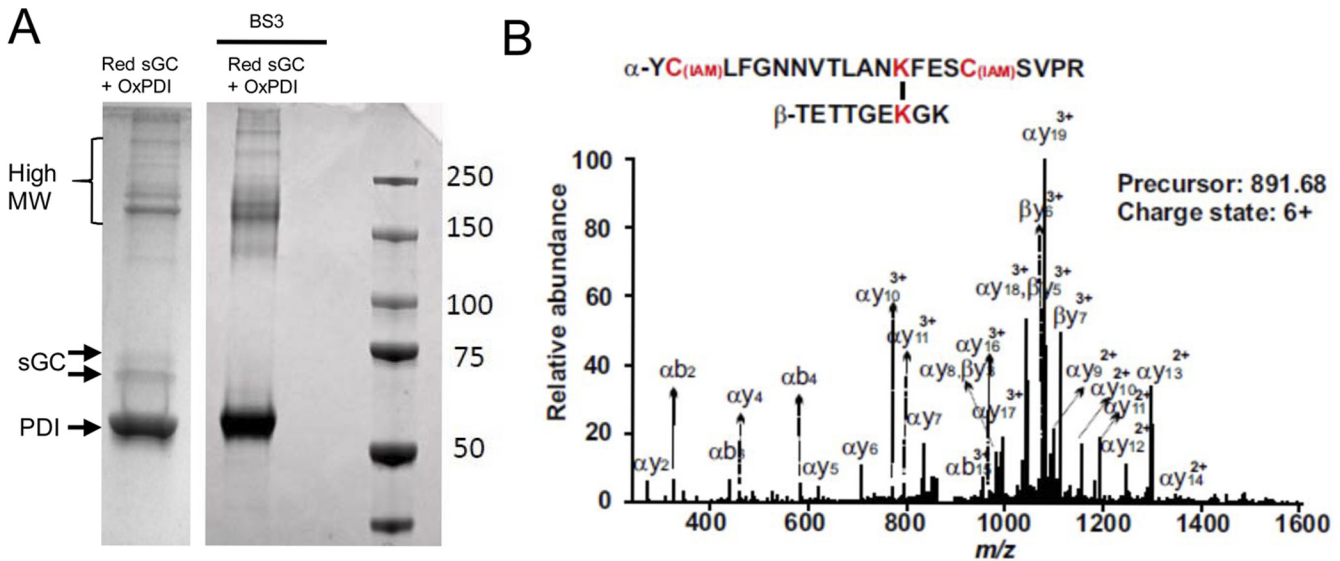 A
BS3
Red sGC
+ OxPDI
Red sGC
+ OxPDI
High
MW
sGC
PDI
250
150
100
75
50
B
α-YC(IAM)LFGNNVTLANKFESC(IAM)SVPR
β-TETTGEKGK
Precursor: 891.68
Charge state: 6+
Relative abundance
100
80
60
40
20
0
αy2
αb2
αb3
αy4
αb4
αy5
αy6
αy10 3+
αy11 3+
αy7
αy8,βy3
αy16 3+
αy17 3+
αb15 3+
αy18 3+,βy5 3+
βy6 3+
αy19 3+
βy7
αy9 2+
αy10 2+
αy11 2+
αy12 2+
αy13 2+
αy14 2+
400
600
800
1000
1200
1400
1600
m/z